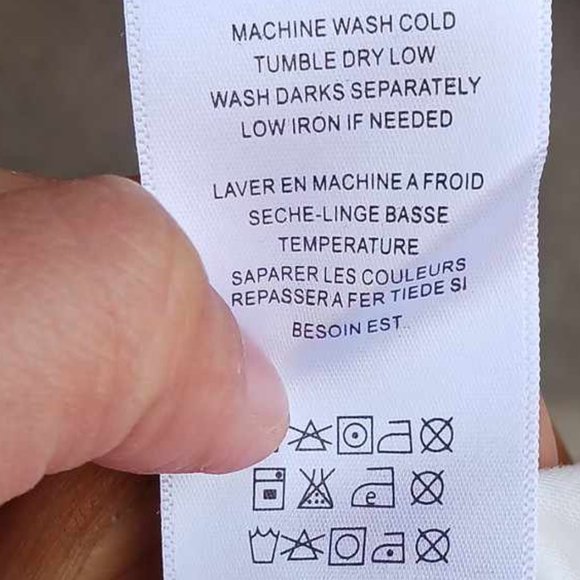 MACHINE WASH COLD
TUMBLE DRY LOW
WASH DARKS SEPARATELY
LOW IRON IF NEEDED
LAVER EN MACHINE A FROID
SECHE-LINGE BASSE
TEMPERATURE
SAPARER LES COULEURS
REPASSER A FER TIEDE SI
BESOIN EST.
e